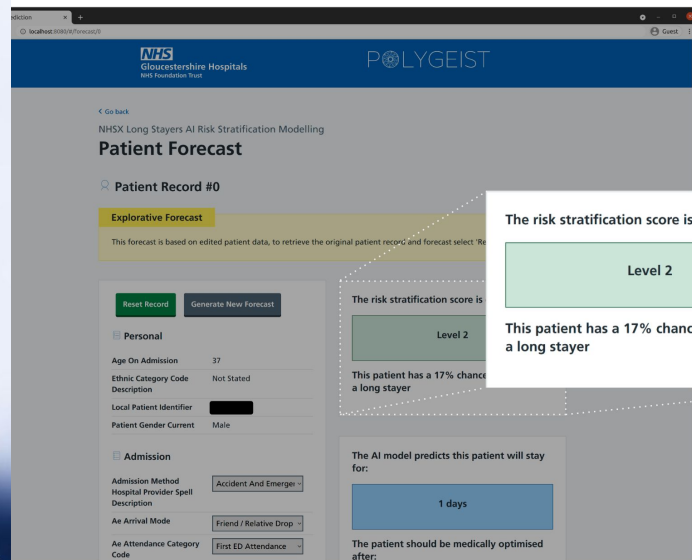 ediction
localhost:8080/#/forecast/0
Guest
NHS
Gloucestershire Hospitals
NHS Foundation Trust
POLYGEIST
Go back
NHSX Long Stayers AI Risk Stratification Modelling
Patient Forecast
Patient Record #0
Explorative Forecast
This forecast is based on edited patient data, to retrieve the original patient record and forecast select 'Re
Reset Record
Generate New Forecast
Personal
Age On Admission 37
Ethnic Category Code Not Stated
Description
Local Patient Identifier
Patient Gender Current Male
Admission
Admission Method Accident And Emerge
Hospital Provider Spell
Description
Ae Arrival Mode Friend / Relative Drop
Ae Attendance Category First ED Attendance
Code
The risk stratification score is
Level 2
This patient has a 17% chance
a long stayer
The AI model predicts this patient will stay
for:
1 days
The patient should be medically optimised
after:
The risk stratification score is
Level 2
This patient has a 17% chanc
a long stayer